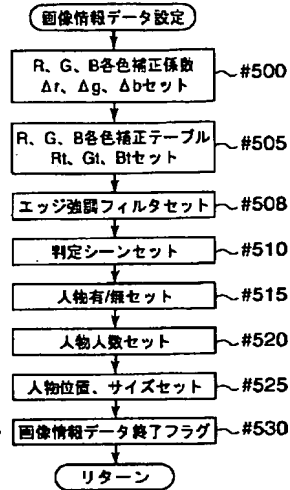 画像情報データ設定
R、G、B各色補正係数
Δr、Δg、Δbセット
#500
R、G、B各色補正テーブル
Rt、Gt、Btセット
#505
エッジ強調フィルタセット
#508
判定シーンセット
#510
人物有/無セット
#515
人物人数セット
#520
人物位置、サイズセット
#525
画像情報データ終了フラグ
#530
リターン